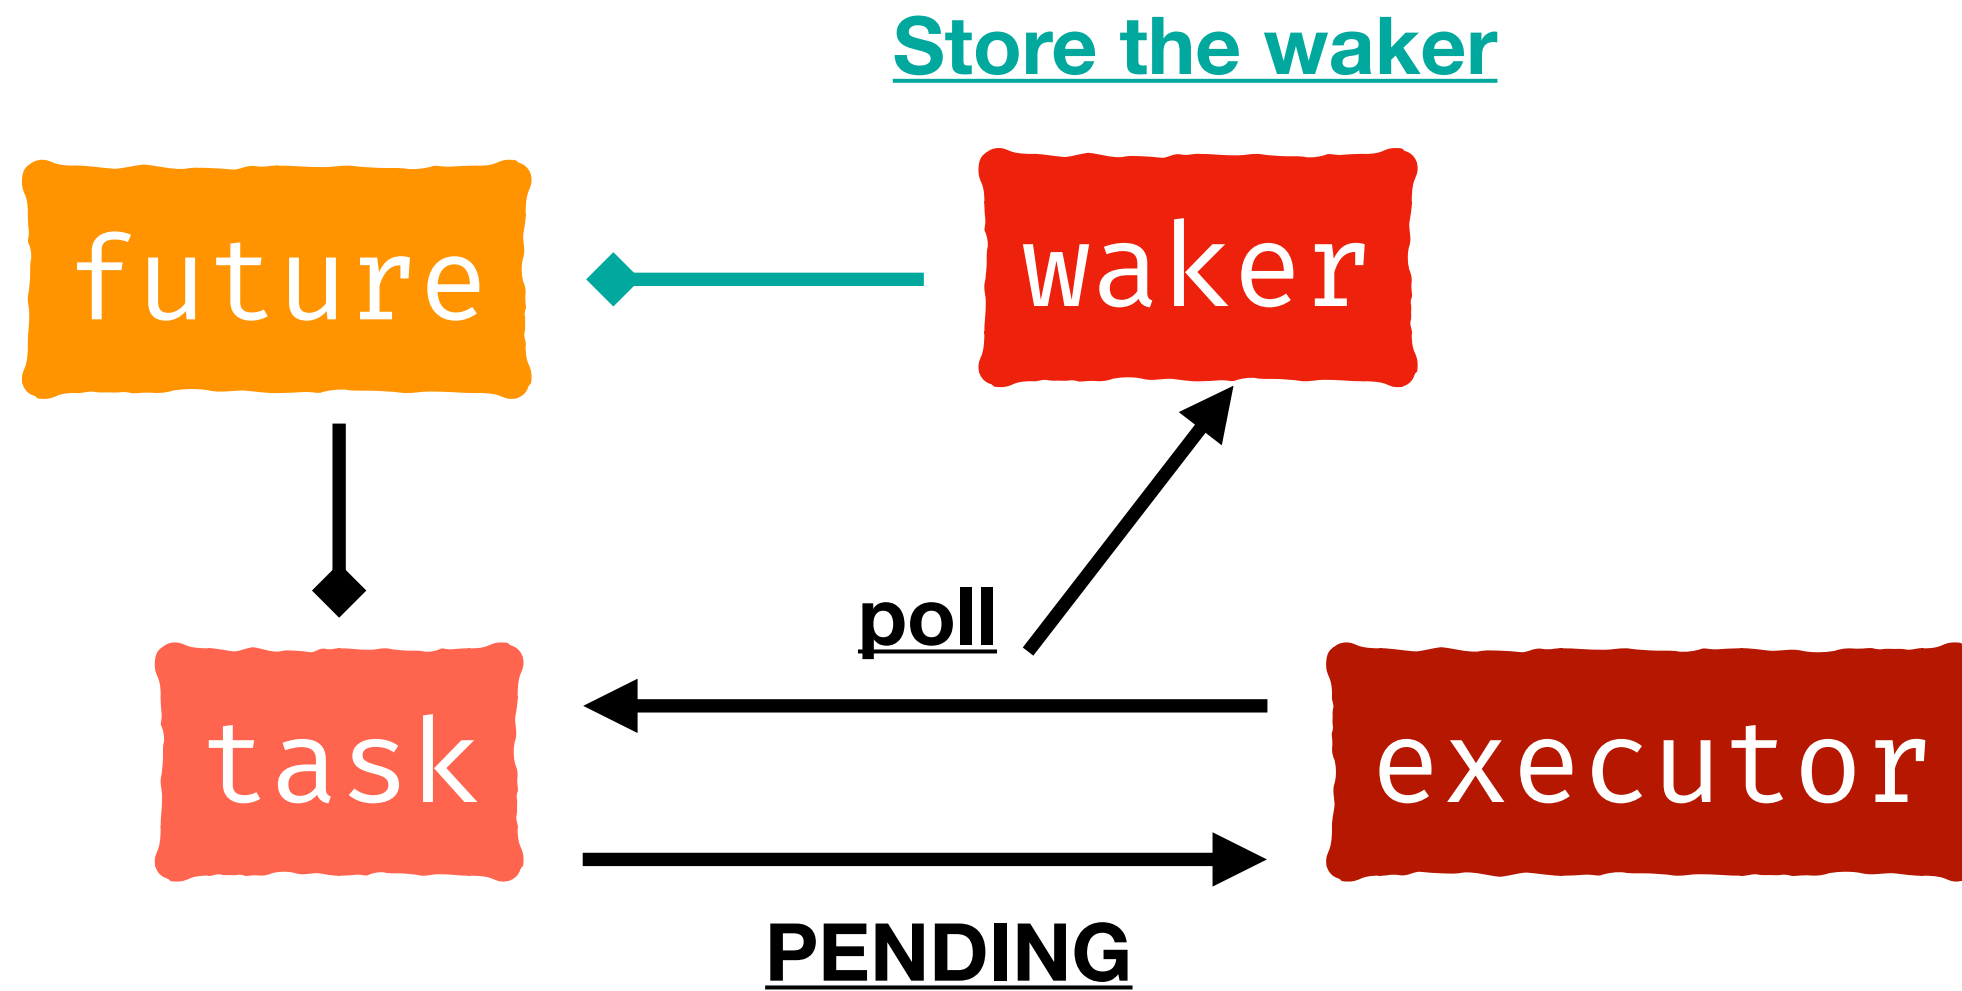 Store the waker
future
waker
poll
task
executor
PENDING